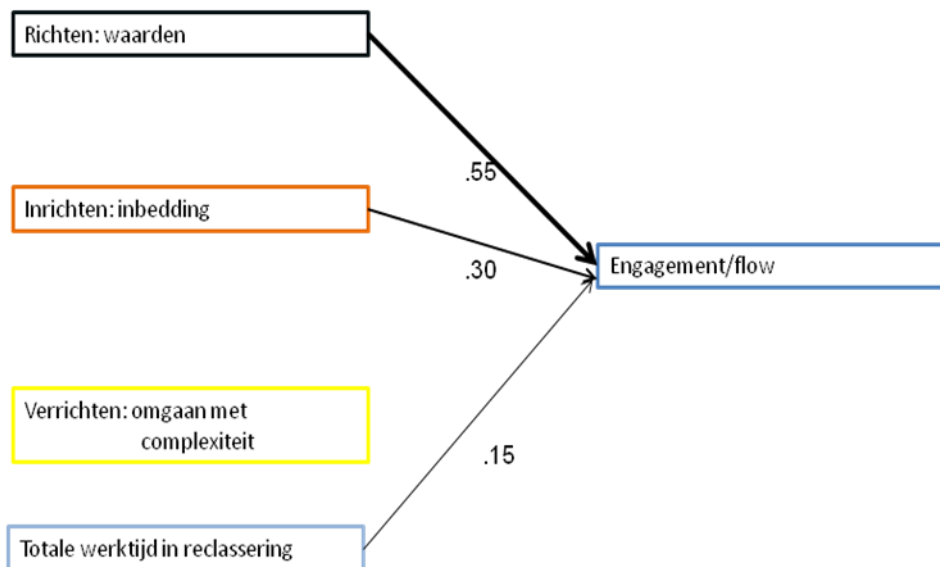 Richten: waarden
.55
Inrichten: inbedding
.30
Engagement/flow
Verrichten: omgaan met
complexiteit
.15
Totale werktijd in reclassering